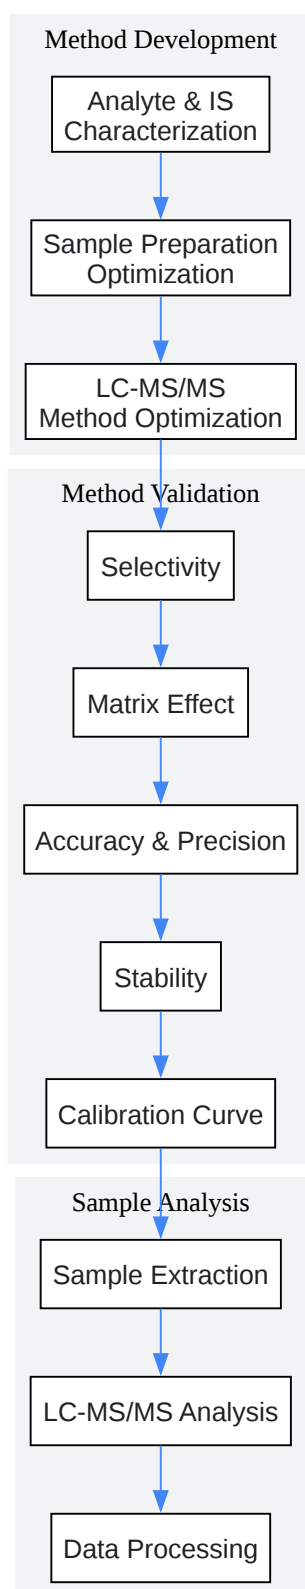 Method Development
Analyte & IS
Characterization
Sample Preparation
Optimization
LC-MS/MS
Method Optimization
Method Validation
Selectivity
Matrix Effect
Accuracy & Precision
Stability
Calibration Curve
Sample Analysis
Sample Extraction
LC-MS/MS Analysis
Data Processing